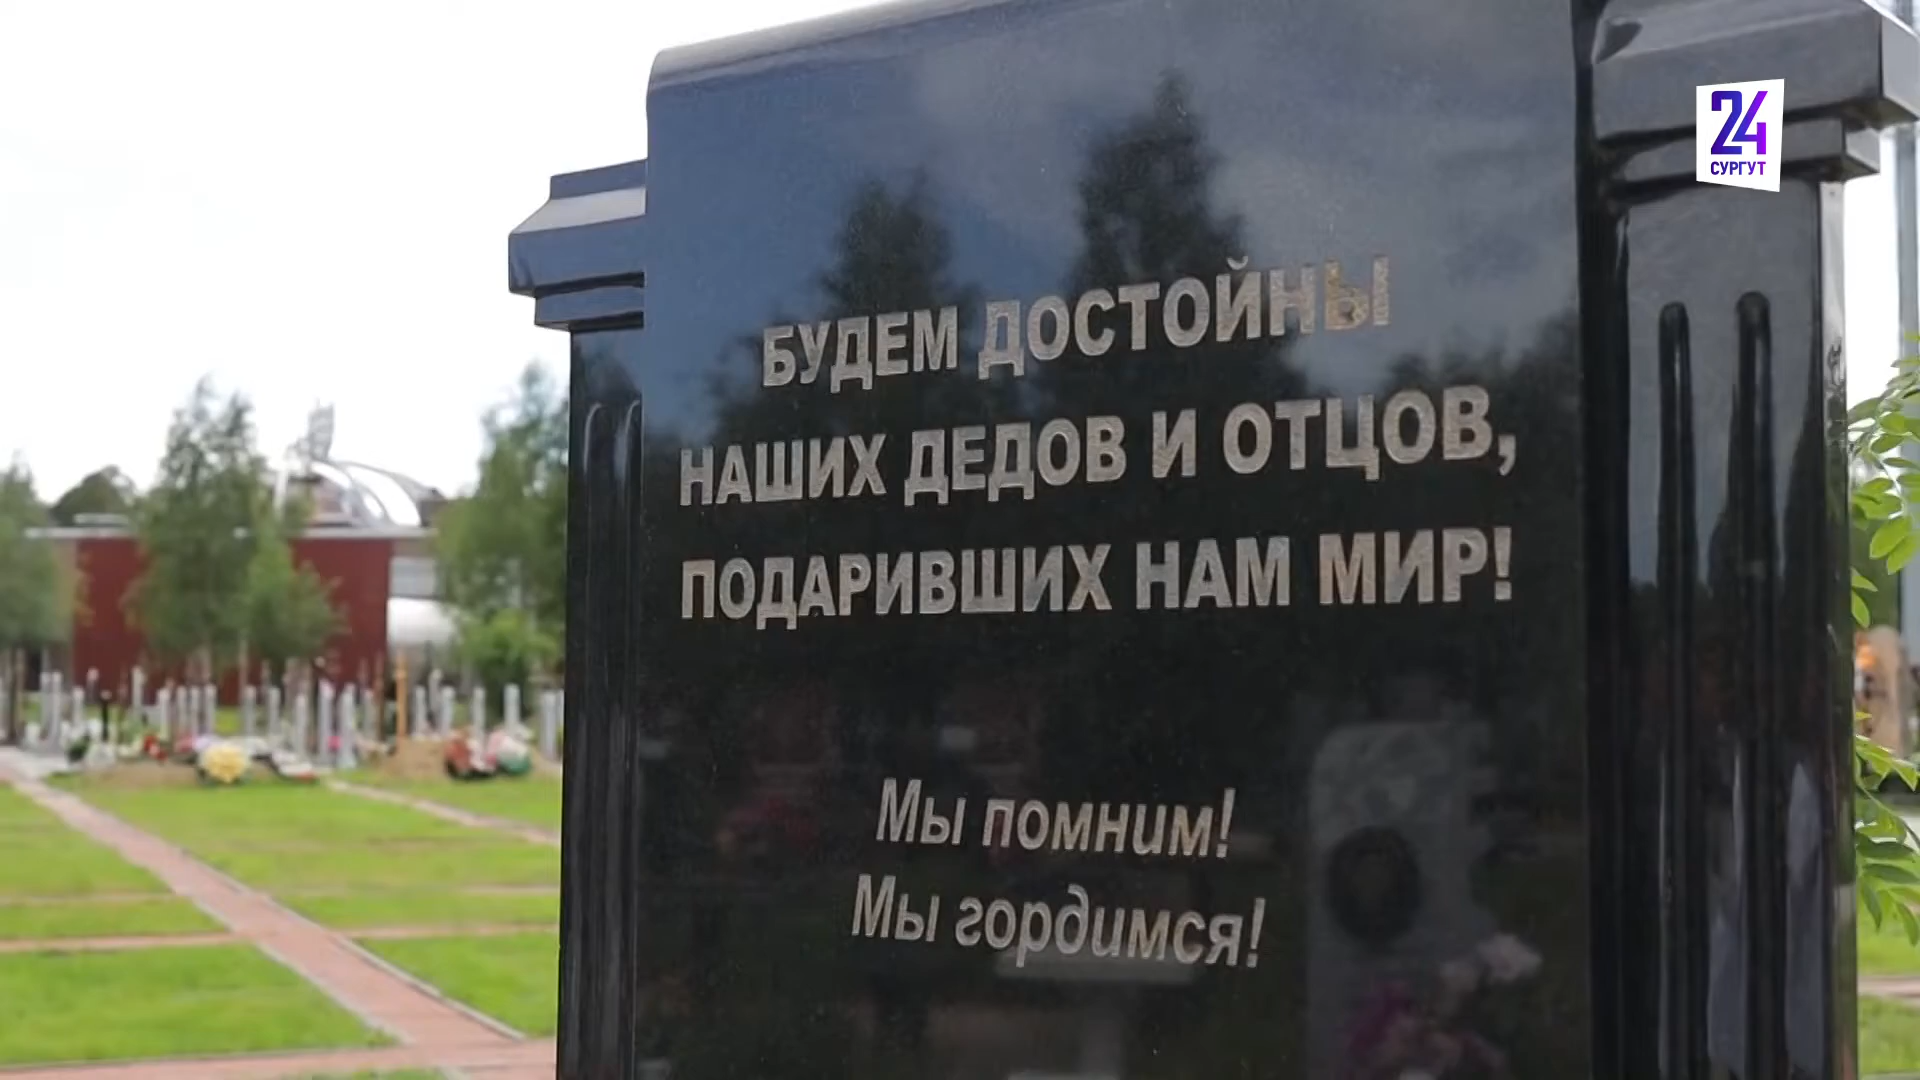 24
СУРГУТ
БУДЕМ ДОСТОЙНЫ
НАШИХ ДЕДОВ И ОТЦОВ,
ПОДАРИВШИХ НАМ МИР!
Мы помним!
Мы гордимся!